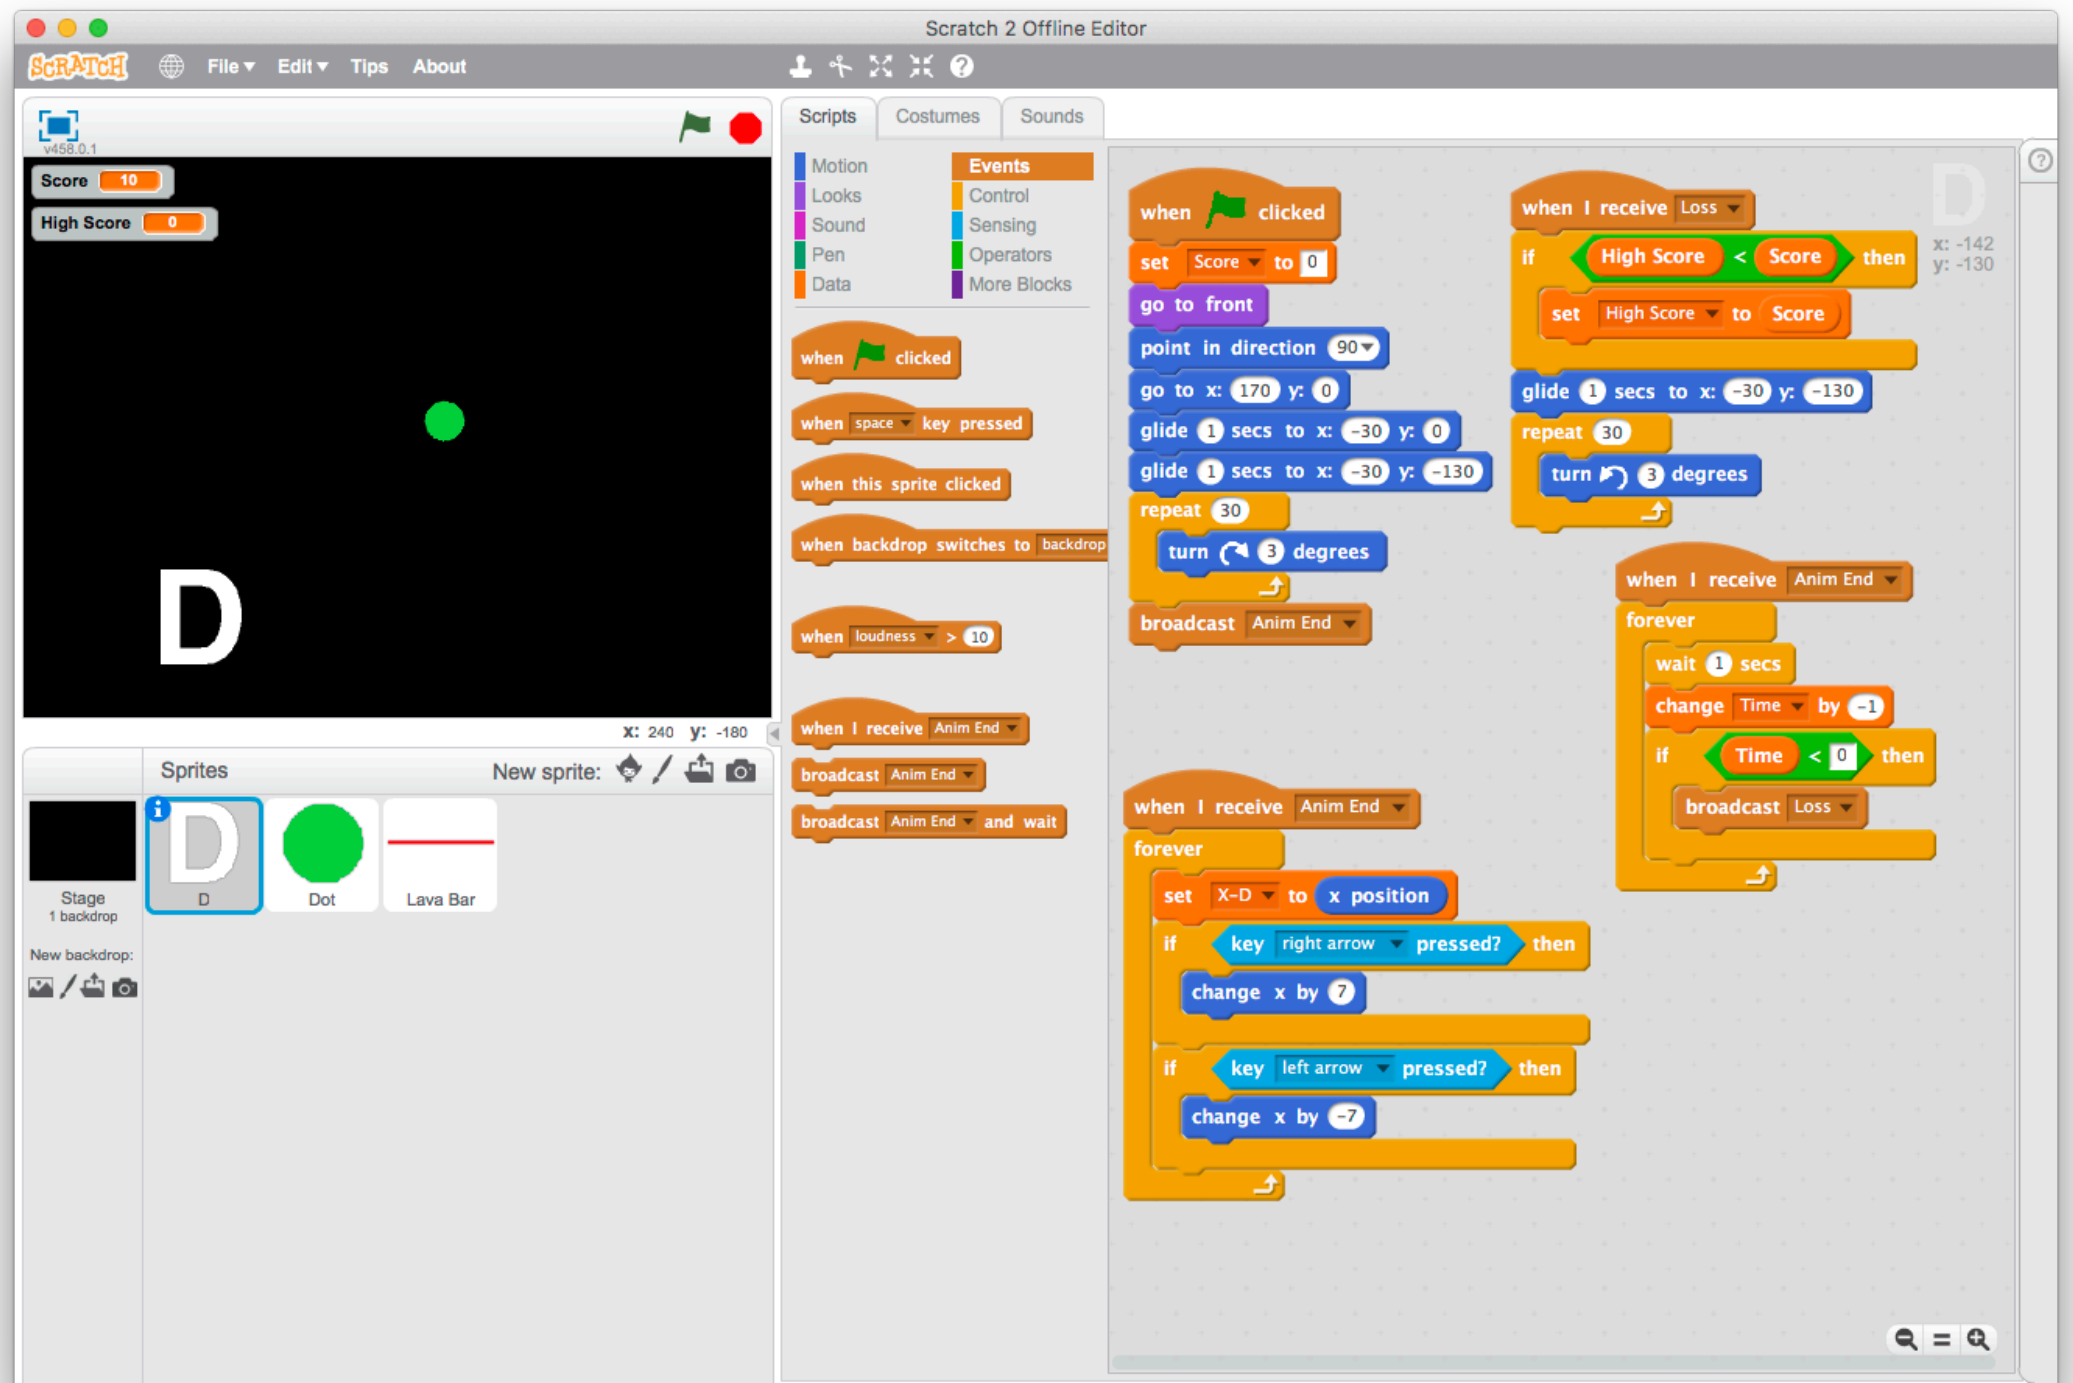 Scratch 2 Offline Editor
SCRATCH File Edit Tips About
v458.0.1
Score 10
High Score 0
D
x: 240 y: -180
Sprites New sprite:
Stage
1 backdrop
New backdrop:
D
D
Dot
Lava Bar
Scripts Costumes Sounds
Motion Events
Looks Control
Sound Sensing
Pen Operators
Data More Blocks
when clicked
when space key pressed
when this sprite clicked
when backdrop switches to backdrop
when loudness > 10
when I receive Anim End
broadcast Anim End
broadcast Anim End and wait
when clicked
set Score to 0
go to front
point in direction 90
go to x: 170 y: 0
glide 1 secs to x: -30 y: 0
glide 1 secs to x: -30 y: -130
repeat 30
turn 3 degrees
broadcast Anim End
when I receive Anim End
forever
set X-D to x position
if key right arrow pressed? then
change x by 7
if key left arrow pressed? then
change x by -7
when I receive Loss
if High Score < Score then
set High Score to Score
glide 1 secs to x: -30 y: -130
repeat 30
turn 3 degrees
when I receive Anim End
forever
wait 1 secs
change Time by -1
if Time < 0 then
broadcast Loss
D
x: -142
y: -130